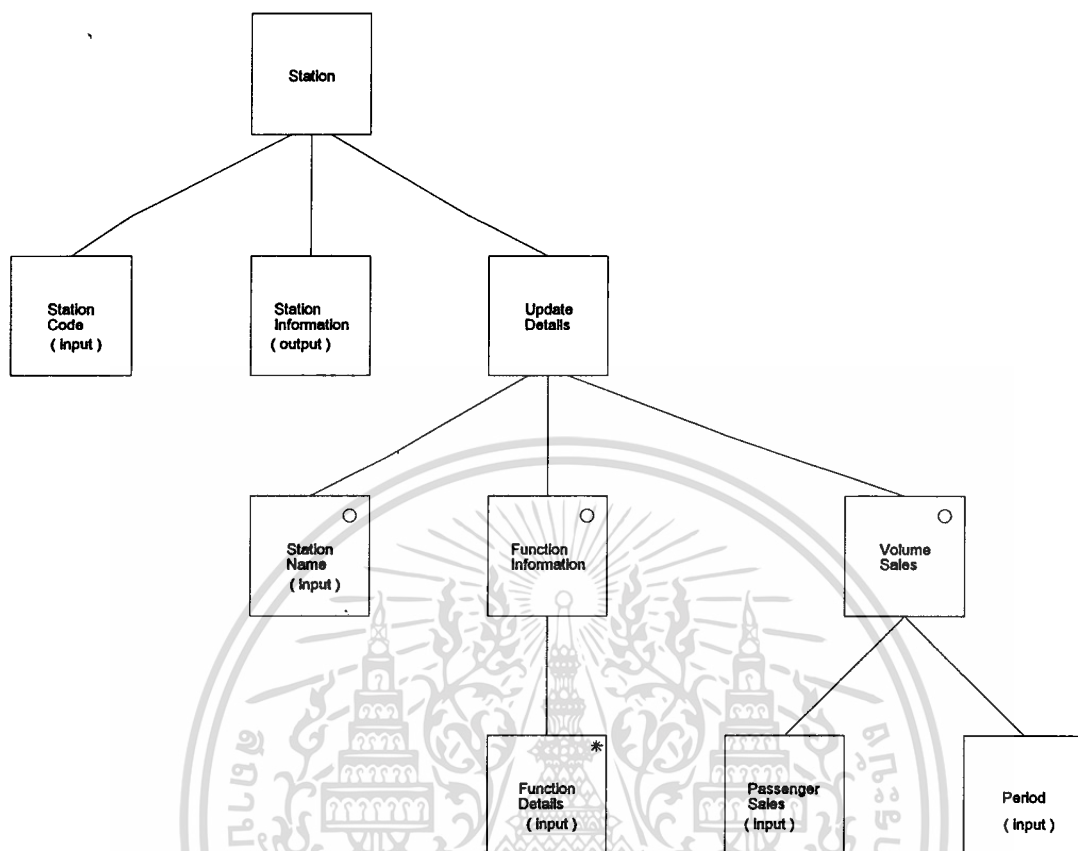 Station
Station
Code
( input )
Station
Information
( output )
Update
Details
Station
Name
( input )
Function
Information
Volume
Sales
Function
Details
( input )
Passenger
Sales
( input )
Period
( input )